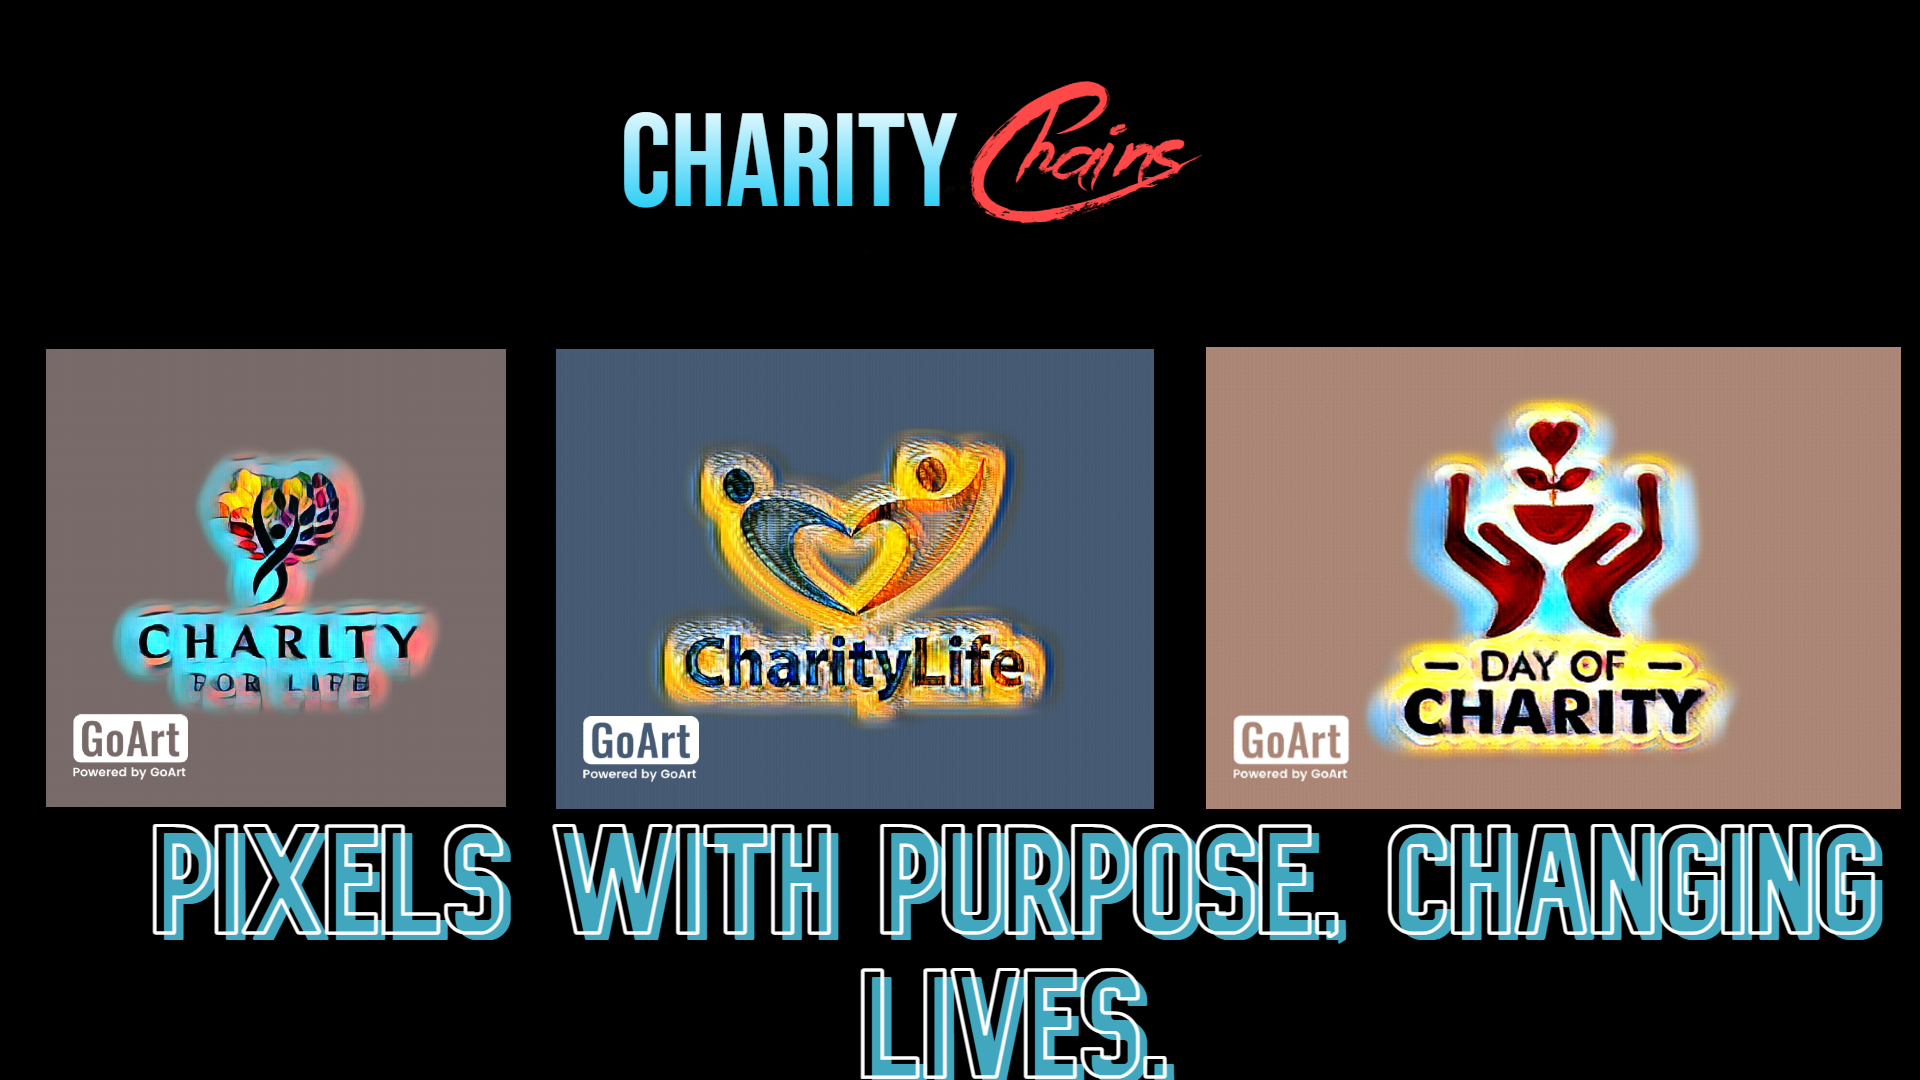 CHARITY Chains
CHARITY
FOR LIFE
GoArt
Powered by GoArt
CharityLife
GoArt
Powered by GoArt
DAY OF
CHARITY
GoArt
Powered by GoArt
PIXELS WITH PURPOSE, CHANGING
LIVES.